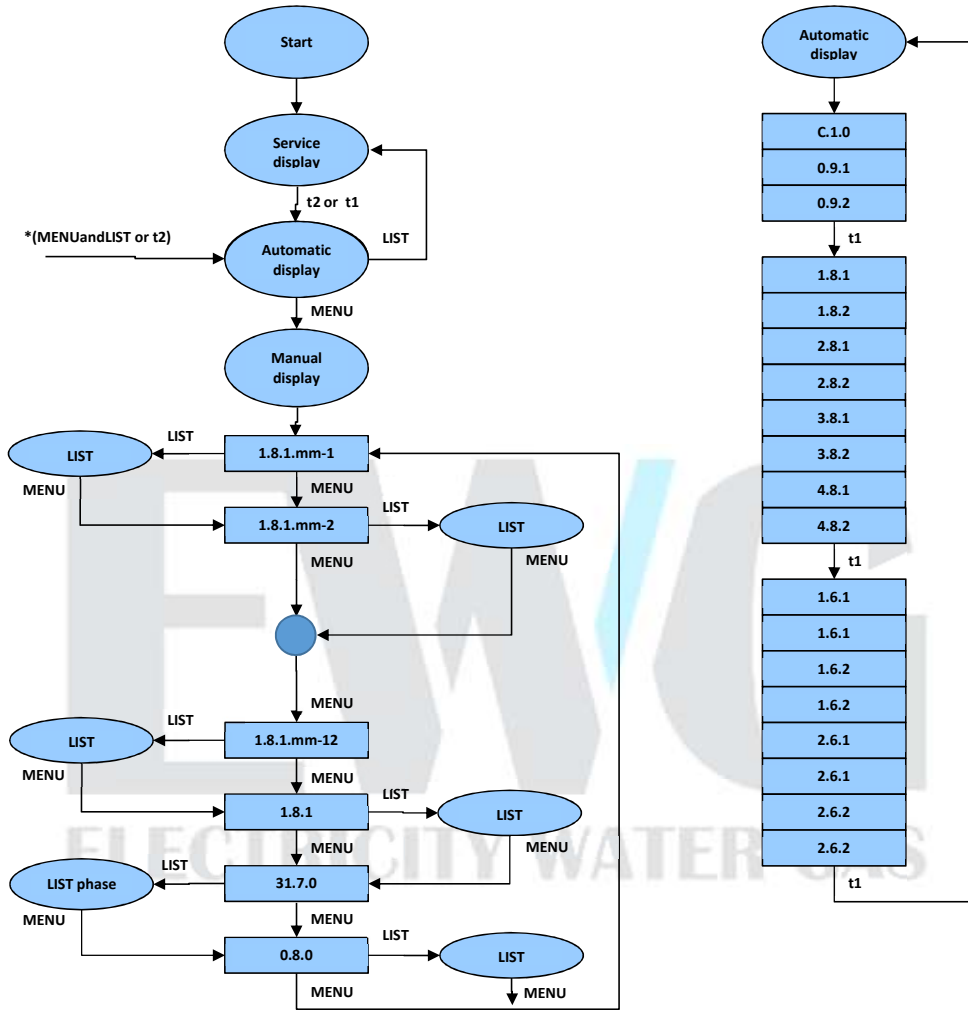 Start
Service
display
t2 or t1
*(MENUandLIST or t2)
LIST
Automatic
display
MENU
Manual
display
LIST
LIST
1.8.1.mm-1
MENU
MENU
LIST
1.8.1.mm-2
LIST
MENU
MENU
MENU
LIST
LIST
1.8.1.mm-12
MENU
MENU
LIST
1.8.1
LIST
MENU
MENU
LIST
LIST phase
31.7.0
MENU
MENU
LIST
0.8.0
LIST
MENU
MENU
Automatic
display
C.1.0
0.9.1
0.9.2
t1
1.8.1
1.8.2
2.8.1
2.8.2
3.8.1
3.8.2
4.8.1
4.8.2
t1
1.6.1
1.6.1
1.6.2
1.6.2
2.6.1
2.6.1
2.6.2
2.6.2
t1
EWG
ELECTRICITY WATER GAS